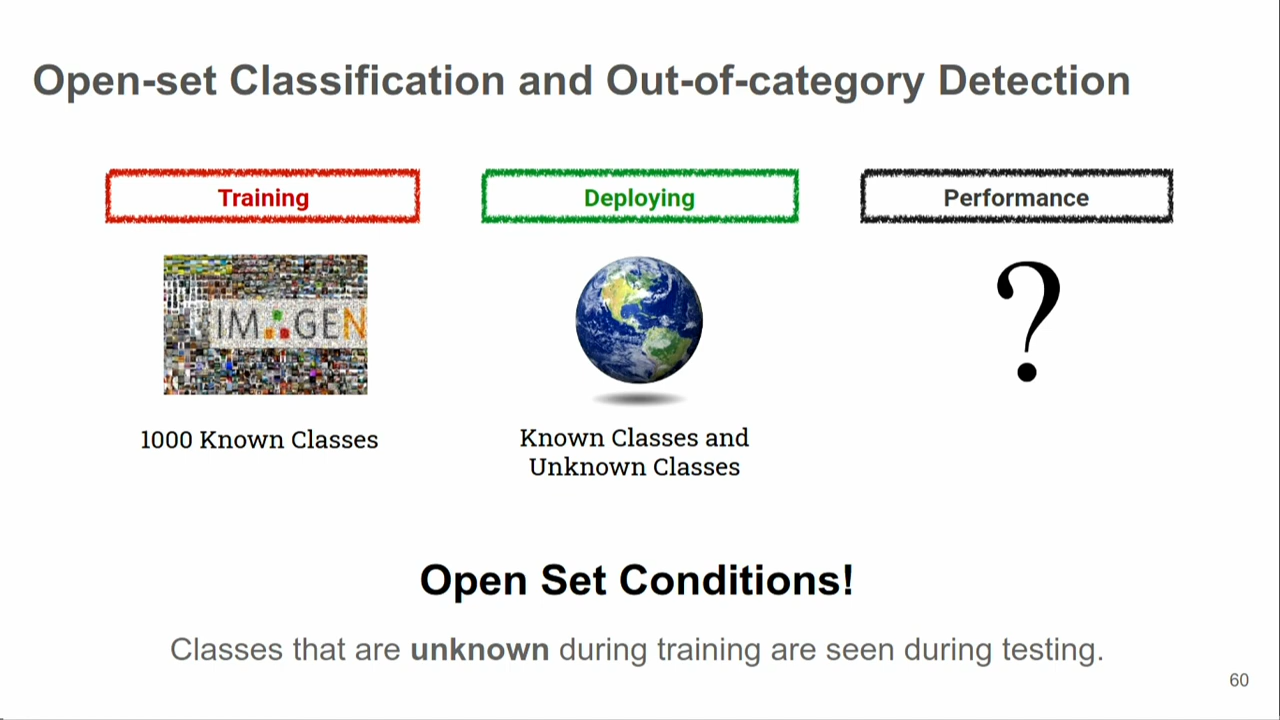 Open-set Classification and Out-of-category Detection
Training
Deploying
Performance
IM GEN
?
1000 Known Classes
Known Classes and
Unknown Classes
Open Set Conditions!
Classes that are unknown during training are seen during testing.
60